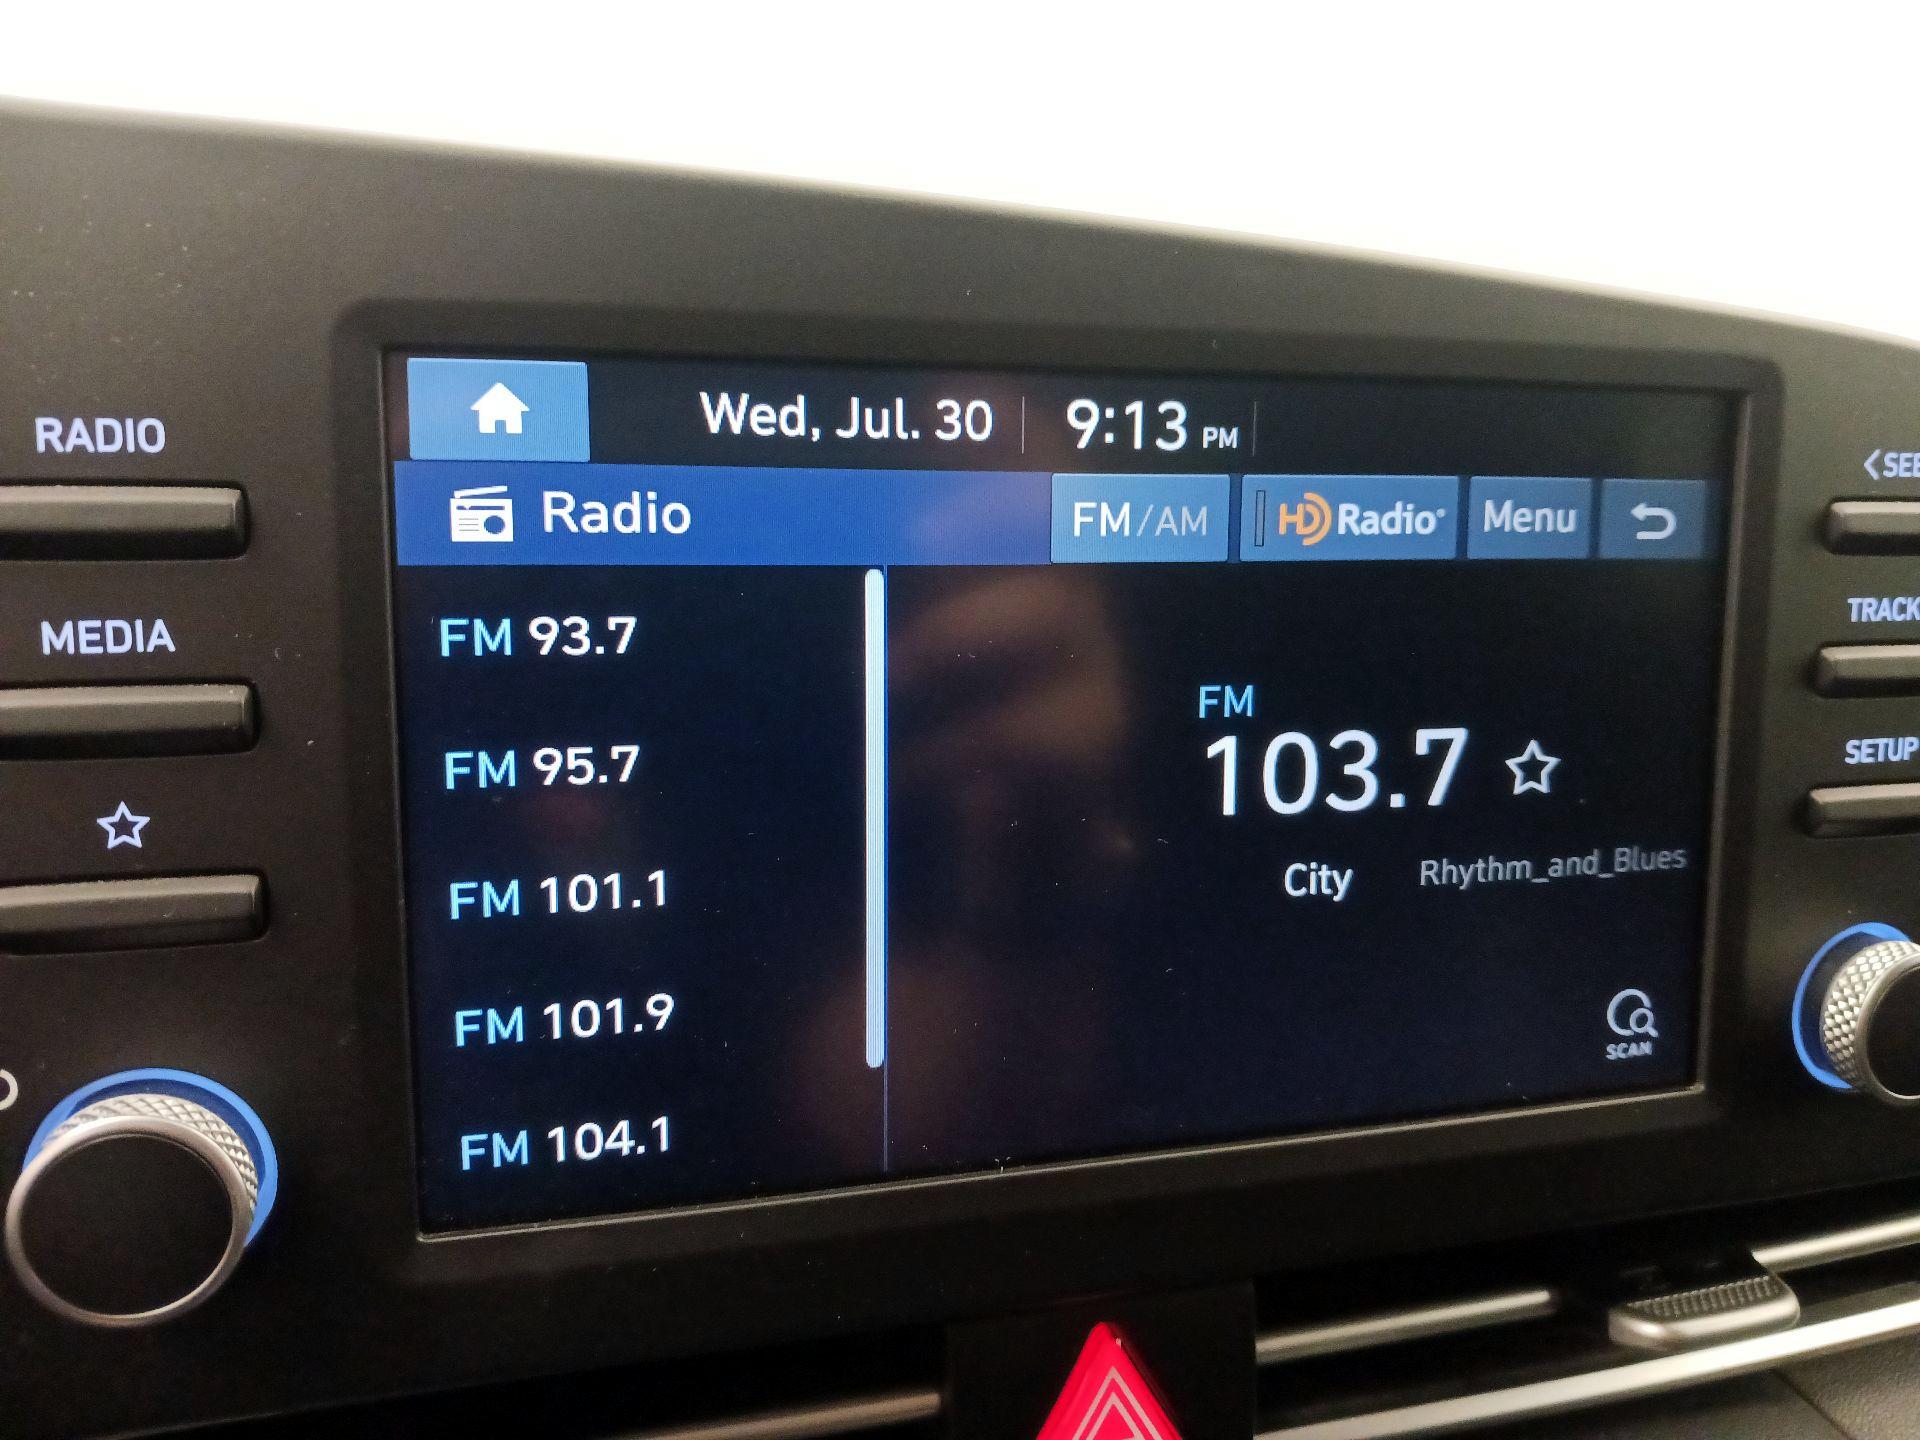 RADIO
MEDIA
Wed, Jul. 30
9:13 PM
Radio
FM/AM
HD Radio
Menu
FM 93.7
FM 95.7
FM 101.1
FM 101.9
FM 104.1
FM
103.7
City
Rhythm_and_Blues
SCAN
TRACK
SETUP